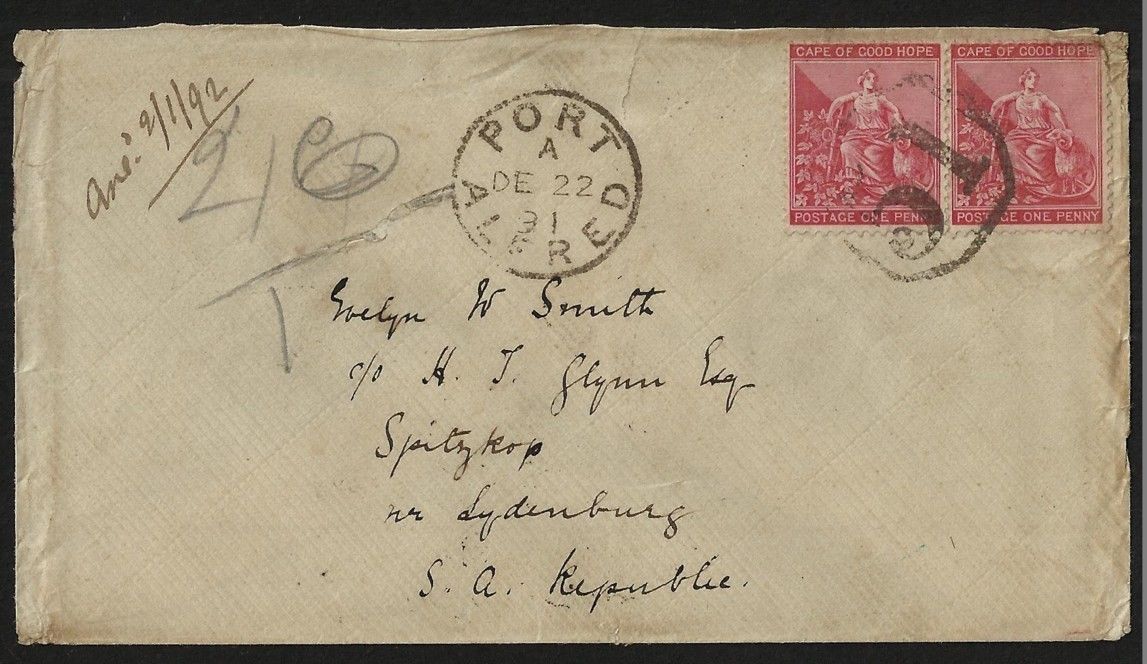 Ansd 2/1/92
2/6
T
PORT ALFRED
A
DE 22
91
CAPE OF GOOD HOPE
POSTAGE ONE PENNY
CAPE OF GOOD HOPE
POSTAGE ONE PENNY
Evelyn W Smith
c/o H. T. Glynn Esq
Spitzkop
nr Lydenburg
S. A. Republic.